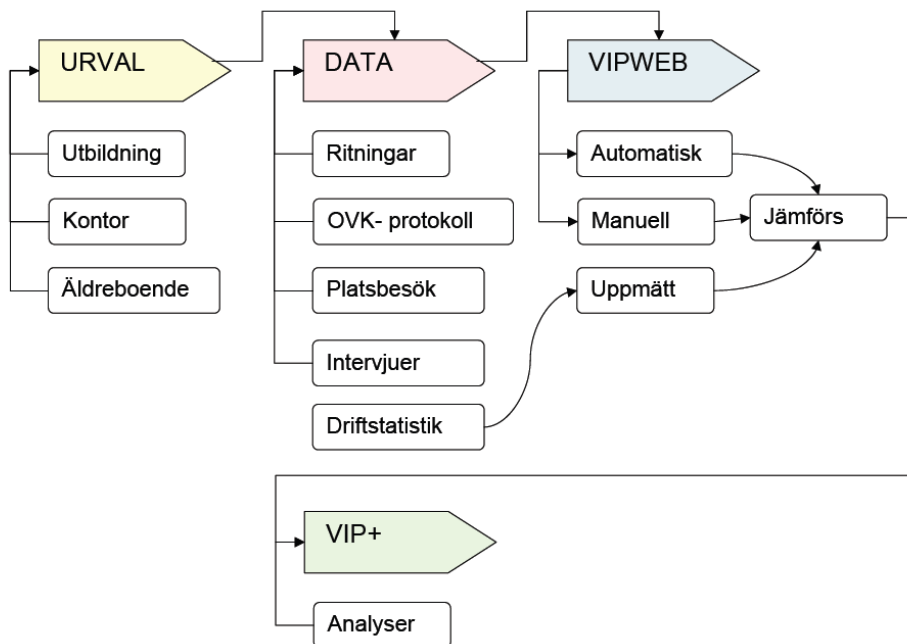 URVAL
Utbildning
Kontor
Äldreboende
DATA
Ritningar
OVK- protokoll
Platsbesök
Intervjuer
Driftstatistik
VIPWEB
Automatisk
Manuell
Uppmätt
Jämförs
VIP+
Analyser